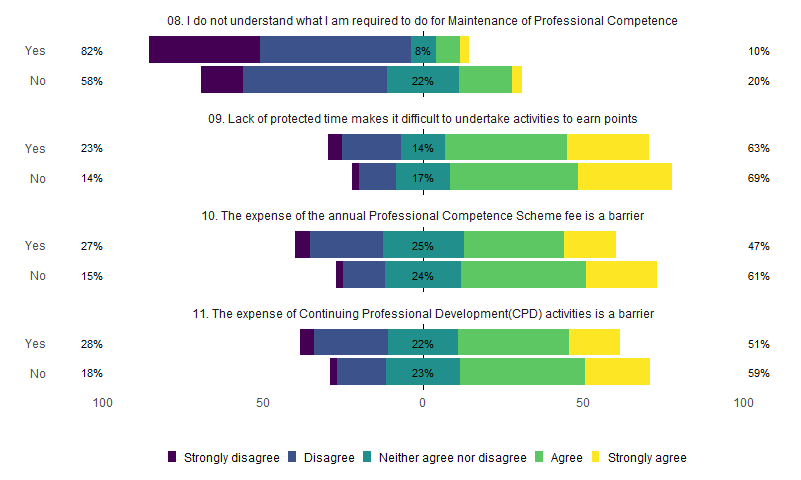 08. I do not understand what I am required to do for Maintenance of Professional Competence
Yes 82% 8% 10%
No 58% 22% 20%
09. Lack of protected time makes it difficult to undertake activities to earn points
Yes 23% 14% 63%
No 14% 17% 69%
10. The expense of the annual Professional Competence Scheme fee is a barrier
Yes 27% 25% 47%
No 15% 24% 61%
11. The expense of Continuing Professional Development(CPD) activities is a barrier
Yes 28% 22% 51%
No 18% 23% 59%
100 50 0 50 100
Strongly disagree Disagree Neither agree nor disagree Agree Strongly agree